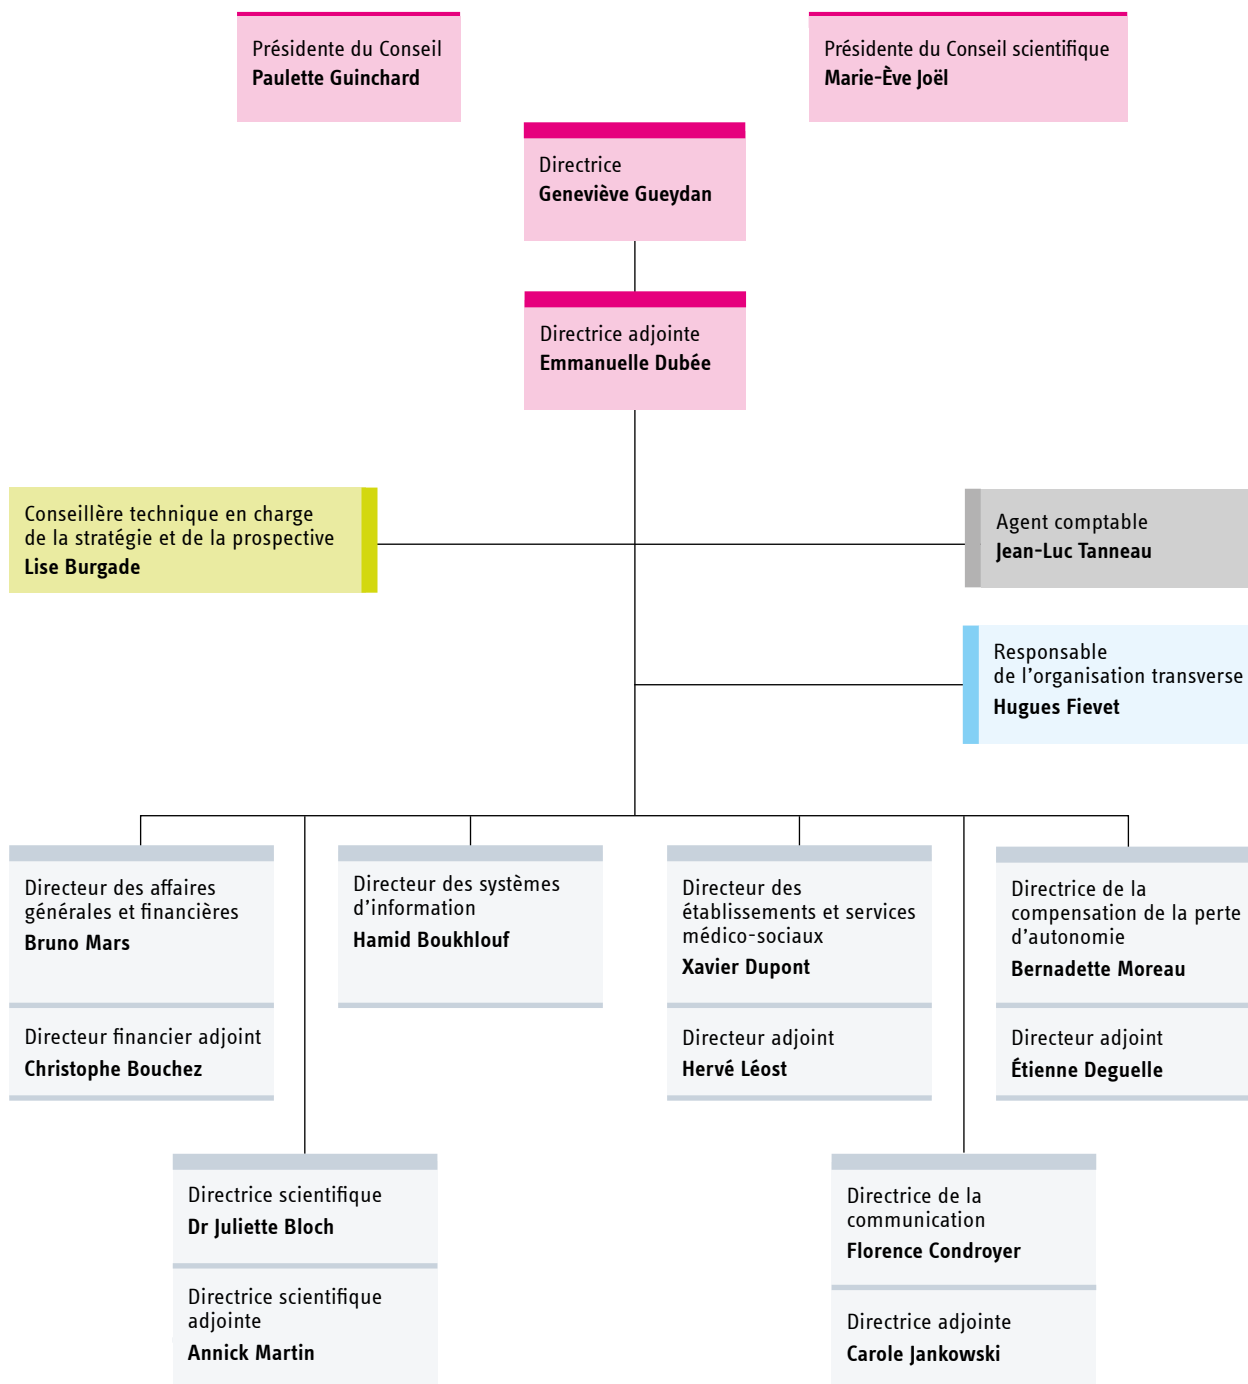 Présidente du Conseil
Paulette Guinchard
Présidente du Conseil scientifique
Marie-Ève Joël
Directrice
Geneviève Gueydan
Directrice adjointe
Emmanuelle Dubée
Conseillère technique en charge
de la stratégie et de la prospective
Lise Burgade
Agent comptable
Jean-Luc Tanneau
Responsable
de l'organisation transverse
Hugues Fievet
Directeur des affaires
générales et financières
Bruno Mars
Directeur financier adjoint
Christophe Bouchez
Directeur des systèmes
d'information
Hamid Boukhlouf
Directeur des
établissements et services
médico-sociaux
Xavier Dupont
Directeur adjoint
Hervé Léost
Directrice de la
compensation de la perte
d'autonomie
Bernadette Moreau
Directeur adjoint
Étienne Deguelle
Directrice scientifique
Dr Juliette Bloch
Directrice scientifique
adjointe
Annick Martin
Directrice de la
communication
Florence Condroyer
Directrice adjointe
Carole Jankowski